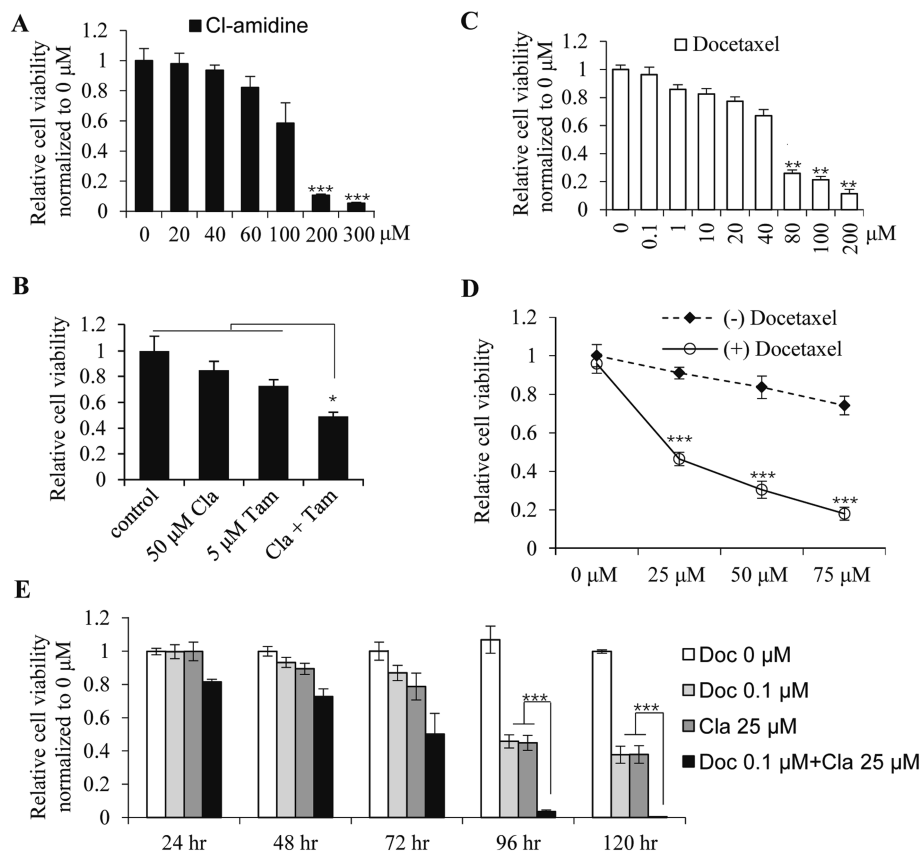 A
Cl-amidine
Relative cell viability
normalized to 0 µM
1.2
1
0.8
0.6
0.4
0.2
0
***
***
0 20 40 60 100 200 300 µM
C
Docetaxel
Relative cell viability
normalized to 0 µM
1.2
1
0.8
0.6
0.4
0.2
0
**
**
**
0 0.1 1 10 20 40 80 100 200 µM
B
Relative cell viability
1.2
1
0.8
0.6
0.4
0.2
0
*
control
50 µM Cla
5 µM Tam
Cla + Tam
D
(-) Docetaxel
(+) Docetaxel
Relative cell viability
1.2
1
0.8
0.6
0.4
0.2
0
***
***
***
0 µM 25 µM 50 µM 75 µM
E
Relative cell viability
normalized to 0 µM
1.2
1
0.8
0.6
0.4
0.2
0
***
***
24 hr 48 hr 72 hr 96 hr 120 hr
Doc 0 µM
Doc 0.1 µM
Cla 25 µM
Doc 0.1 µM+Cla 25 µM